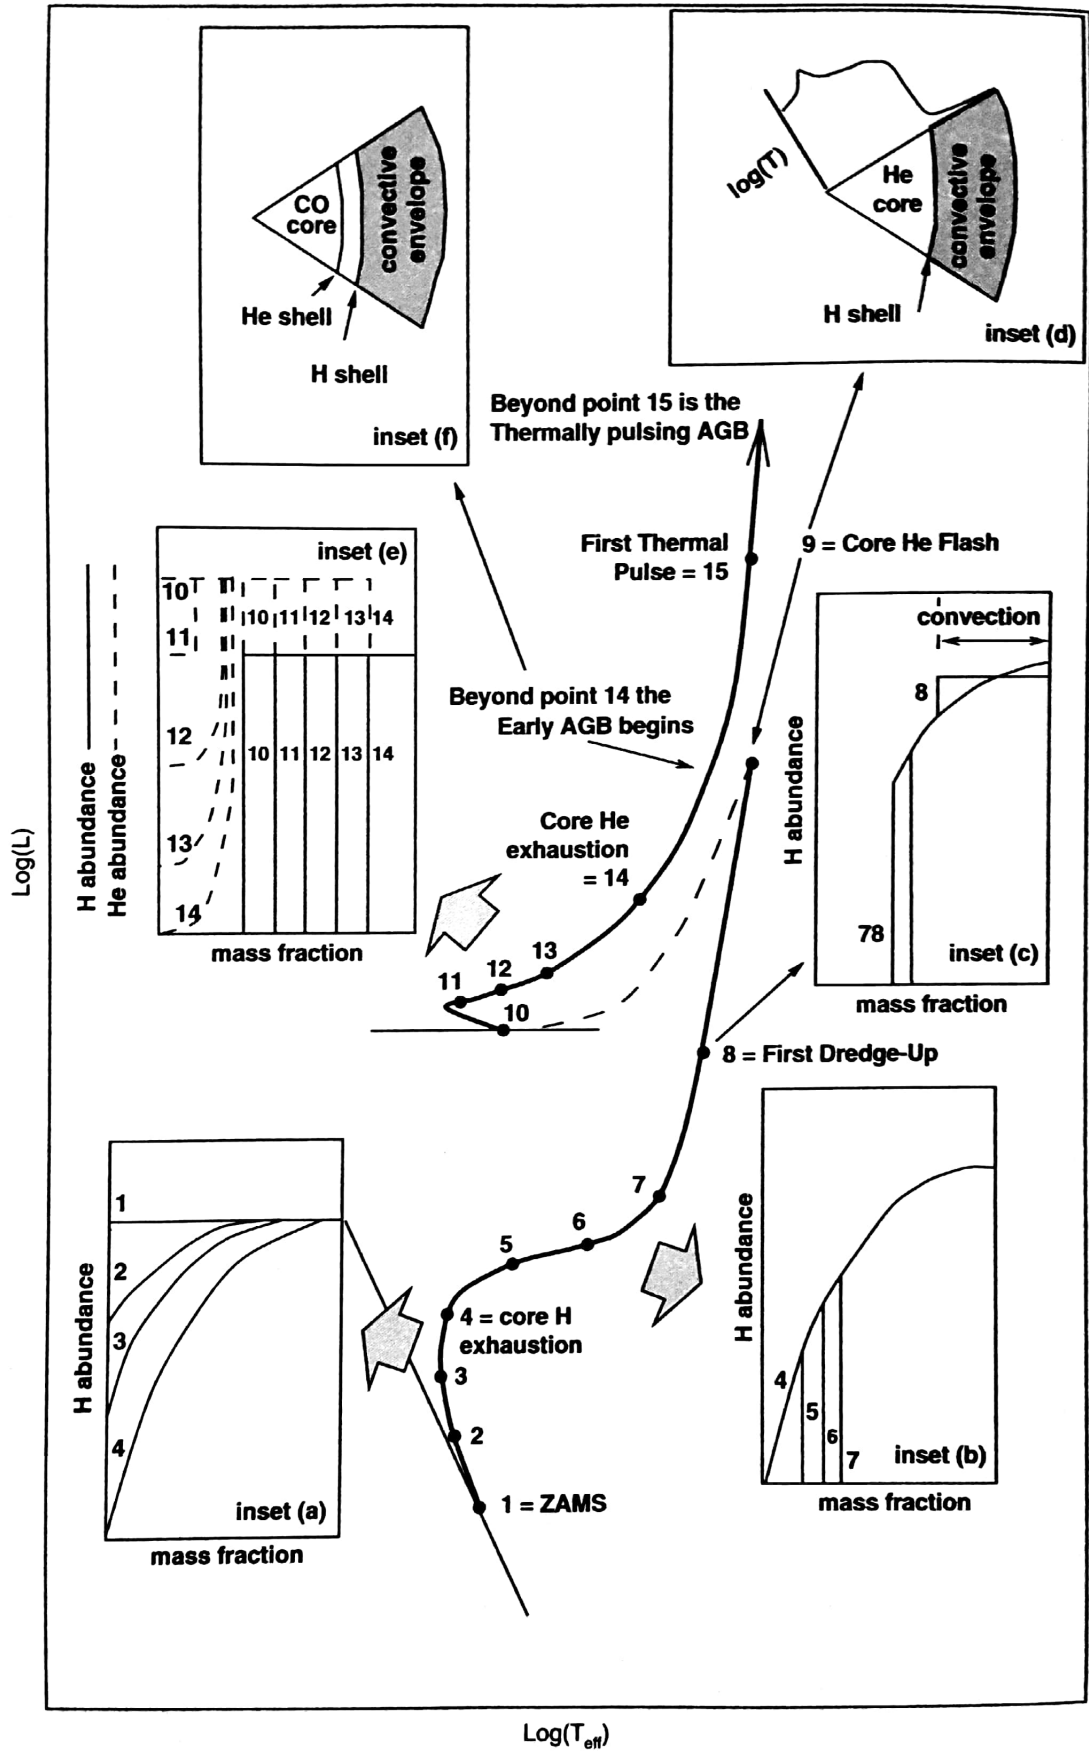 CO
core
convective
envelope
He shell
H shell
inset (f)
log(T)
He
core
convective
envelope
H shell
inset (d)
Beyond point 15 is the
Thermally pulsing AGB
First Thermal
Pulse = 15
9 = Core He Flash
inset (e)
10
11
12
13
14
10 11 12 13 14
10 11 12 13 14
H abundance
He abundance
mass fraction
convection
8
78
H abundance
inset (c)
mass fraction
Beyond point 14 the
Early AGB begins
Core He
exhaustion
= 14
13
12
11
10
8 = First Dredge-Up
7
6
5
4 = core H
exhaustion
3
2
1 = ZAMS
1
2
3
4
H abundance
inset (a)
mass fraction
4
5
6
7
H abundance
inset (b)
mass fraction
Log(L)
Log(Teff)